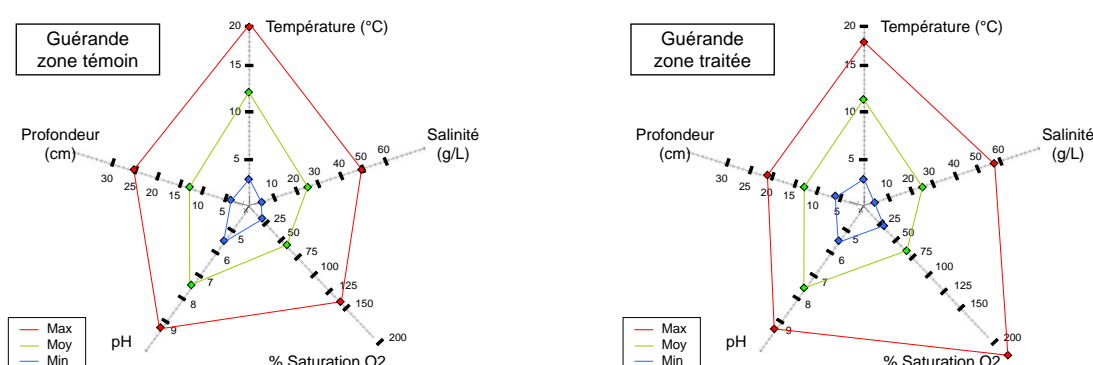 Guérande
zone témoin
20
Température (°C)
15
10
5
Profondeur
(cm)
30
25
20
15
10
5
Salinité
(g/L)
10
20
30
40
50
60
25
50
75
100
125
150
200
% Saturation O2
5
6
7
8
9
pH
Max
Moy
Min
Guérande
zone traitée
20
Température (°C)
15
10
5
Profondeur
(cm)
30
25
20
15
10
5
Salinité
(g/L)
10
20
30
40
50
60
25
50
75
100
125
150
200
% Saturation O2
5
6
7
8
9
pH
Max
Moy
Min